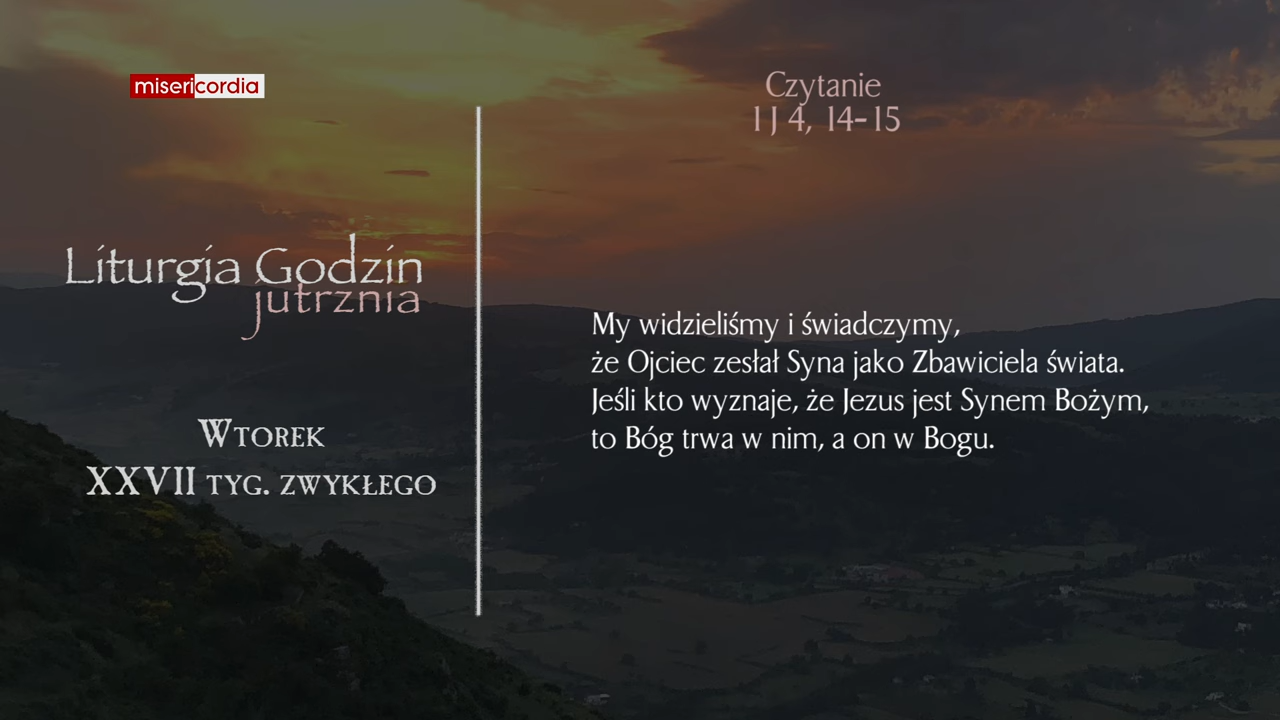 misericordia
Liturgia Godzin
jutrznia
Wtorek
XXVII tyg. zwykłego
Czytanie
1 J 4, 14-15
My widzieliśmy i świadczymy,
że Ojciec zesłał Syna jako Zbawiciela świata.
Jeśli kto wyznaje, że Jezus jest Synem Bożym,
to Bóg trwa w nim, a on w Bogu.